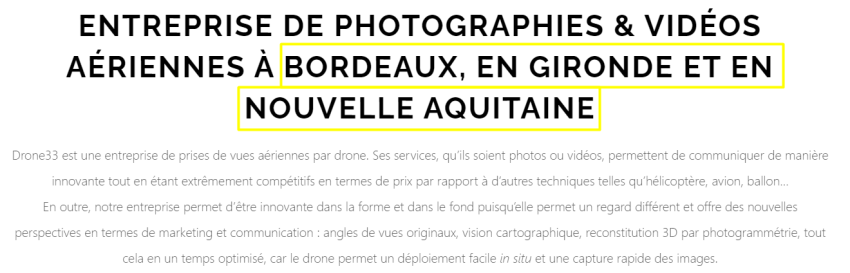 ENTREPRISE DE PHOTOGRAPHIES & VIDÉOS
AÉRIENNES À BORDEAUX, EN GIRONDE ET EN
NOUVELLE AQUITAINE
Drone33 est une entreprise de prises de vues aériennes par drone. Ses services, qu'ils soient photos ou vidéos, permettent de communiquer de manière
innovante tout en étant extrêmement compétitifs en termes de prix par rapport à d'autres techniques telles qu'hélicoptère, avion, ballon...
En outre, notre entreprise permet d'être innovante dans la forme et dans le fond puisqu'elle permet un regard différent et offre des nouvelles
perspectives en termes de marketing et communication : angles de vues originaux, vision cartographique, reconstitution 3D par photogrammétrie, tout
cela en un temps optimisé, car le drone permet un déploiement facile in situ et une capture rapide des images.